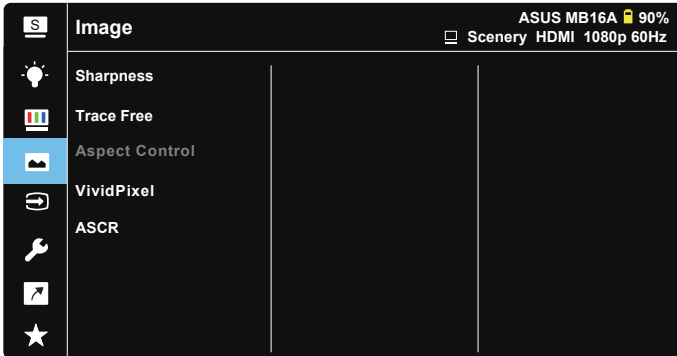 S
Image
ASUS MB16A 90%
Scenery HDMI 1080p 60Hz
Sharpness
Trace Free
Aspect Control
VividPixel
ASCR